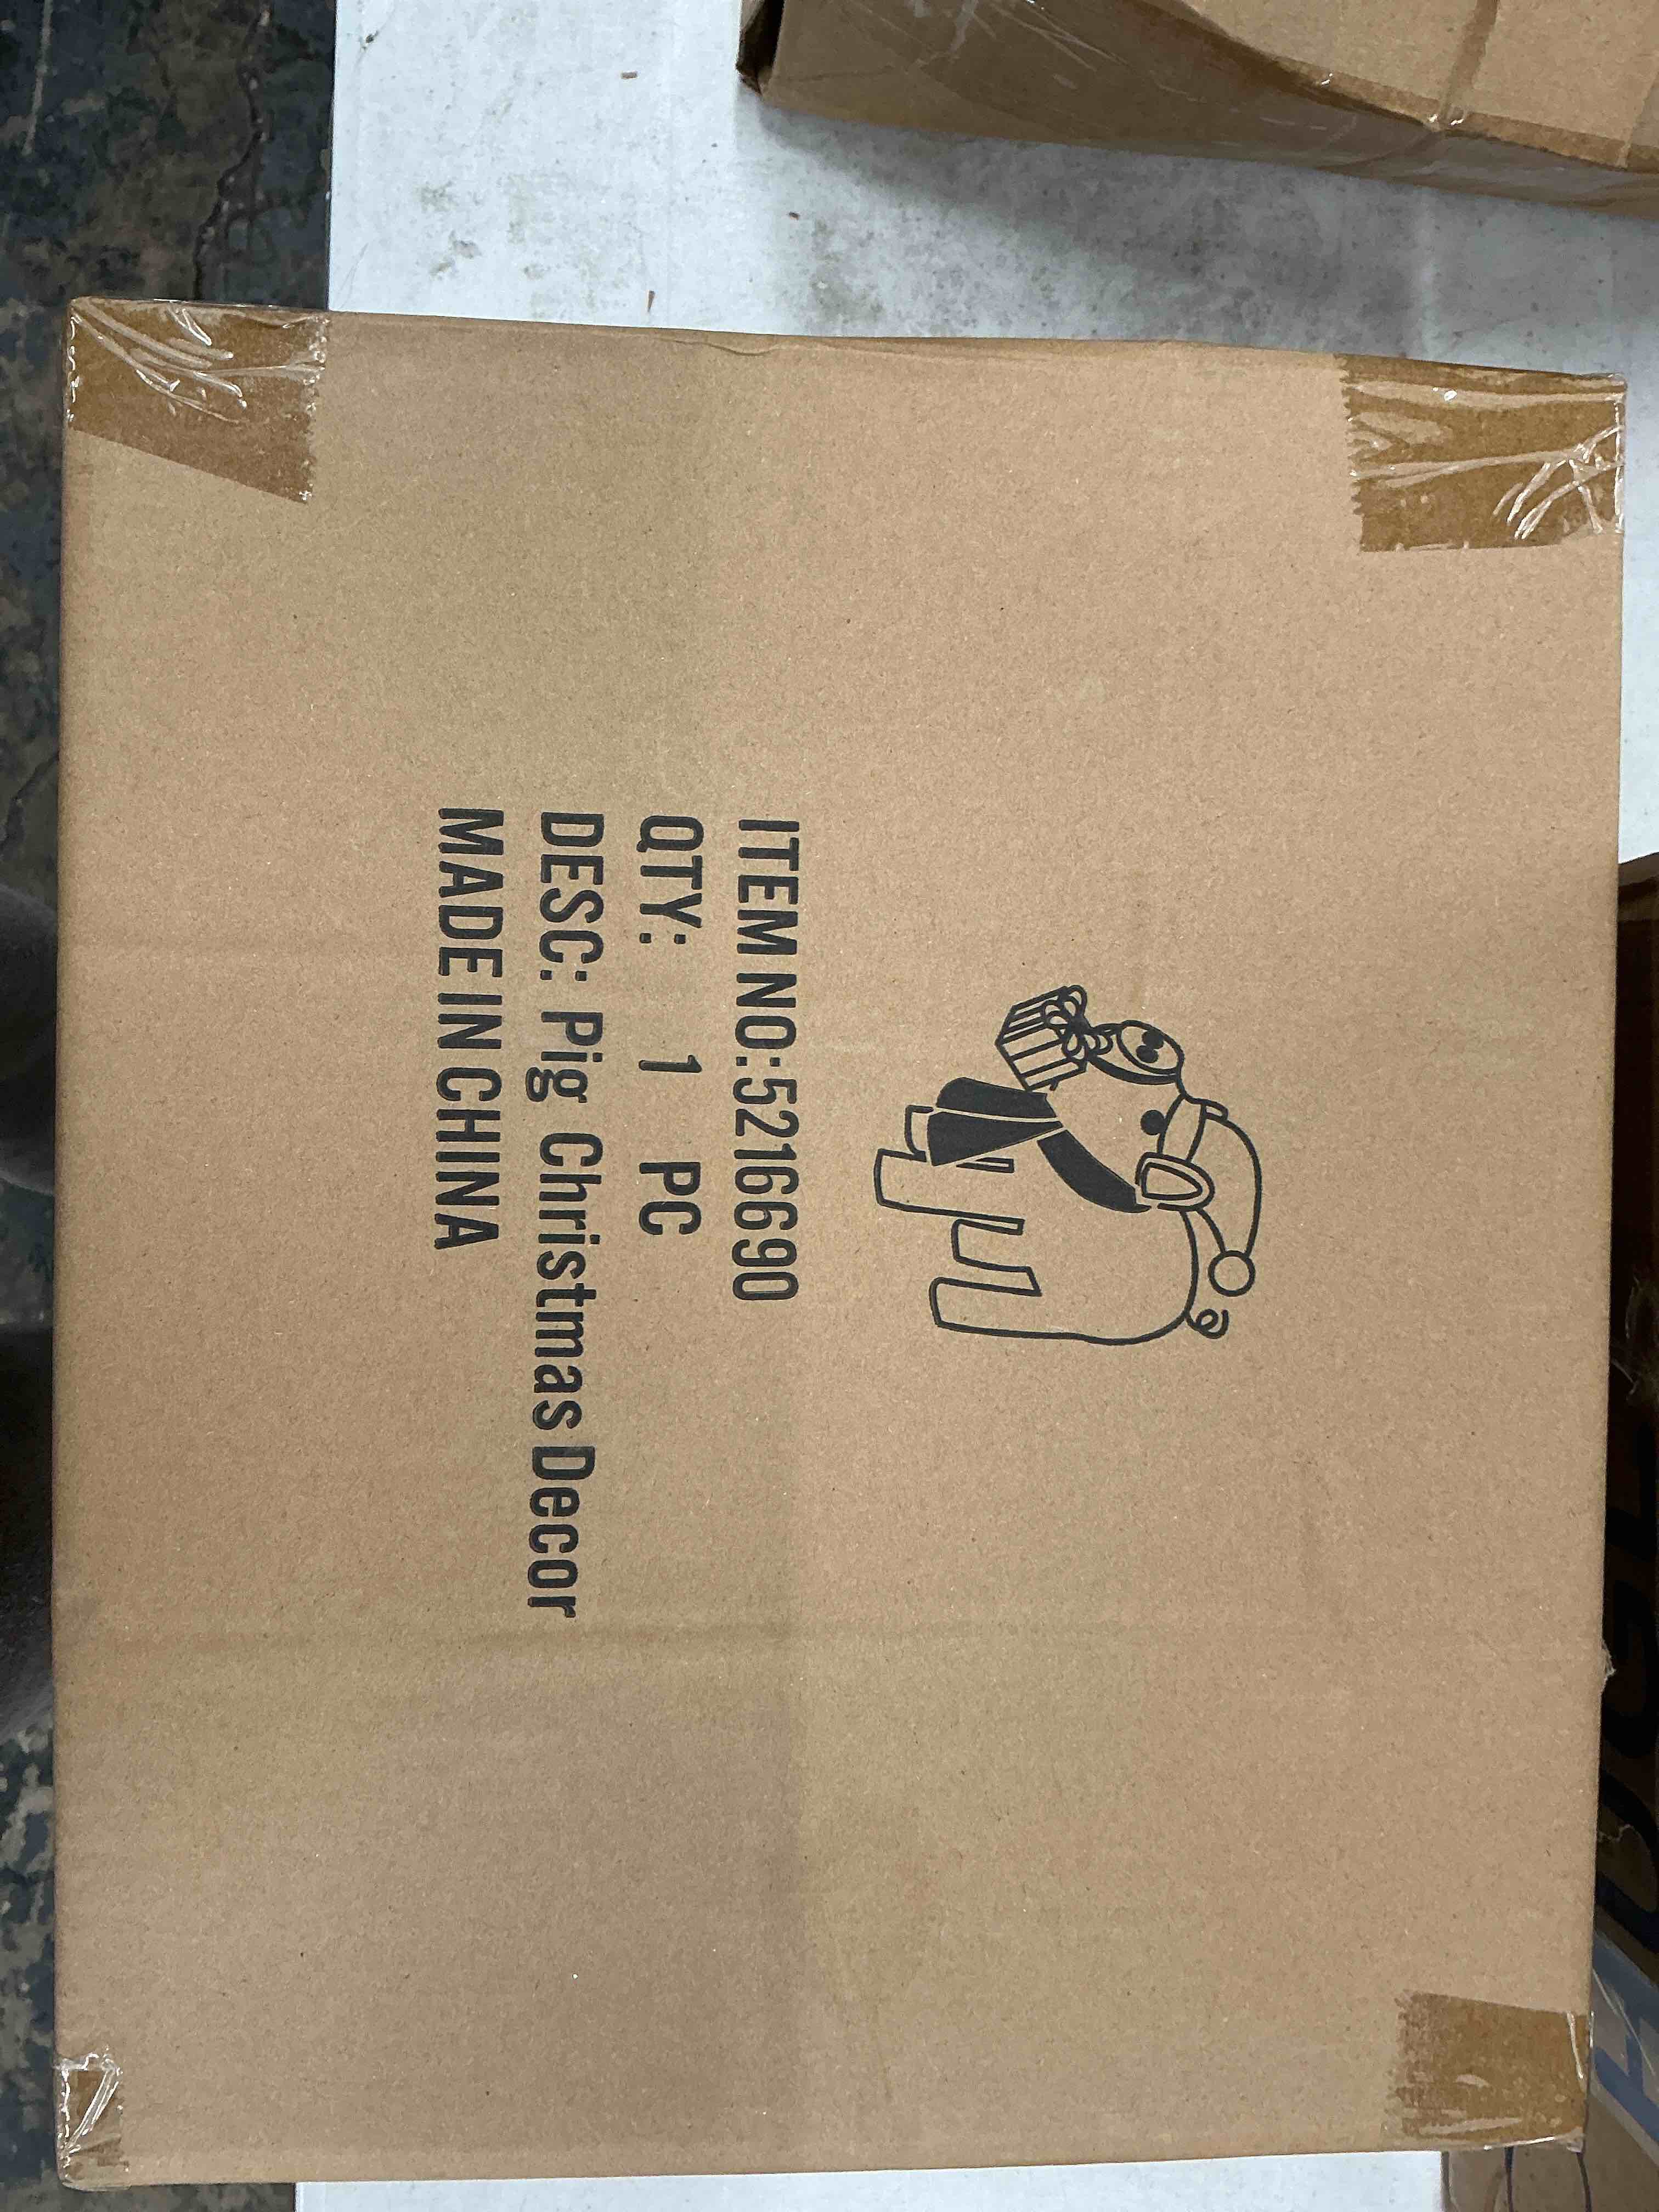 ITEM NO:5216690
QTY: 1 PC
DESC: Pig Christmas Decor
MADE IN CHINA